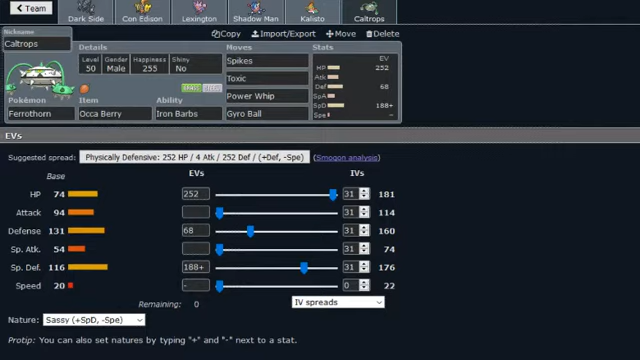 Team
Dark Side
Con Edison
Lexington
Shadow Man
Kalisto
Caltrops
Nickname
Caltrops
Copy
Import/Export
Move
Delete
Details
Level Gender Happiness Shiny
50 Male 255 No
GRASS STEEL
Pokémon
Ferrothorn
Item
Occa Berry
Ability
Iron Barbs
Moves
Spikes
Toxic
Power Whip
Gyro Ball
Stats
EV
HP 252
Atk
Def 68
SpA
SpD 188+
Spe -
EVs
Suggested spread: Physically Defensive: 252 HP / 4 Atk / 252 Def / (+Def, -Spe) (Smogon analysis)
Base EVs IVs
HP 74 252 31 181
Attack 94 31 114
Defense 131 68 31 160
Sp. Atk. 54 31 74
Sp. Def. 116 188+ 31 176
Speed 20 - 0 22
Remaining: 0 IV spreads
Nature: Sassy (+SpD, -Spe)
Protip: You can also set natures by typing "+" and "-" next to a stat.